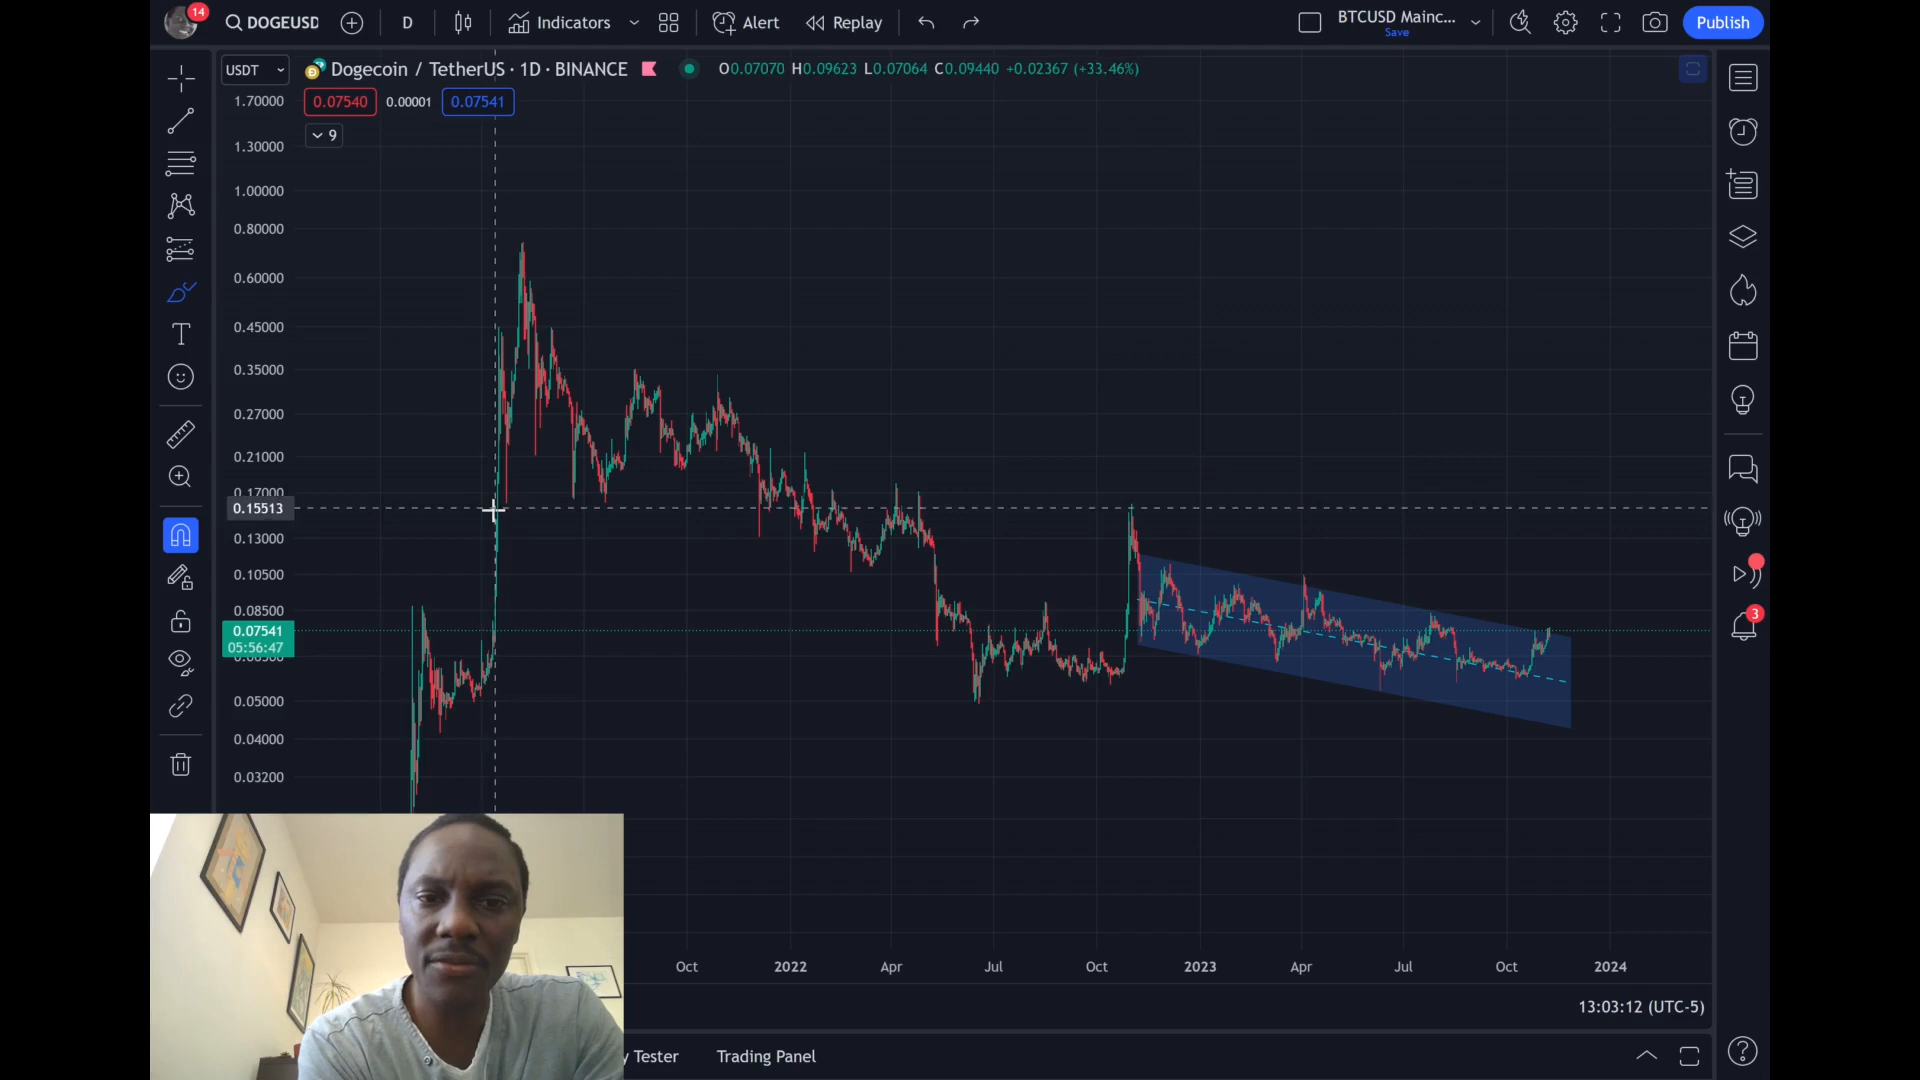 14
DOGEUSD
D
Indicators
Alert
Replay
BTCUSD Mainc...
Save
Publish
USDT
Dogecoin / TetherUS · 1D · BINANCE
O0.07070 H0.09623 L0.07064 C0.09440 +0.02367 (+33.46%)
0.07540
0.00001
0.07541
9
1.70000
1.30000
1.00000
0.80000
0.60000
0.45000
0.35000
0.27000
0.21000
0.17000
0.15513
0.13000
0.10500
0.08500
0.07541
05:56:47
0.05000
0.04000
0.03200
3
Oct
2022
Apr
Jul
Oct
2023
Apr
Jul
Oct
2024
13:03:12 (UTC-5)
y Tester
Trading Panel